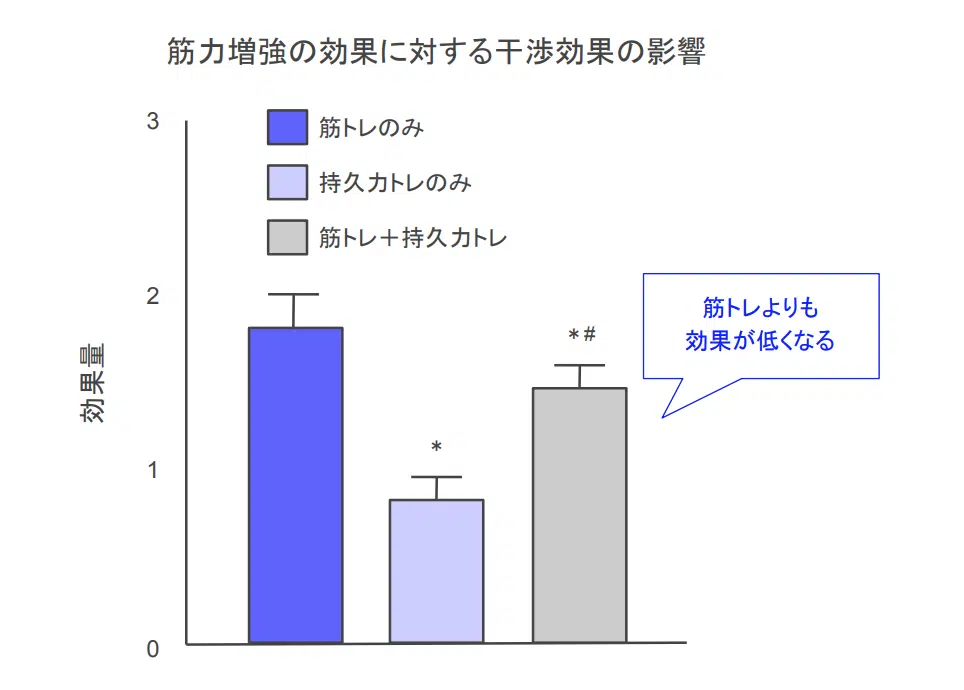 筋力増強の効果に対する干渉効果の影響
3
筋トレのみ
持久力トレのみ
筋トレ＋持久力トレ
2
筋トレよりも
効果が低くなる
*#
効果量
*
1
0